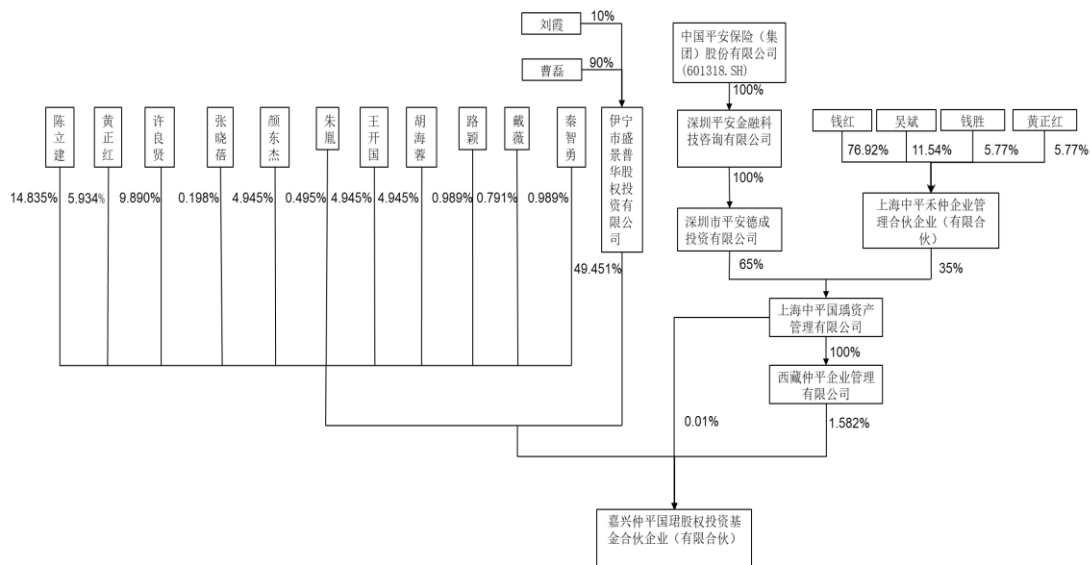 刘霞
10%
曹磊
90%
中国平安保险（集
团）股份有限公司
(601318.SH)
100%
陈立建
黄正红
许良贤
张晓蓓
颜东杰
朱胤
王开国
胡海蓉
路颖
戴薇
秦智勇
伊宁市盛景普华股权投资有限公司
深圳平安金融科
技咨询有限公司
钱红
吴斌
钱胜
黄正红
76.92%
11.54%
5.77%
5.77%
100%
14.835%
5.934%
9.890%
0.198%
4.945%
0.495%
4.945%
4.945%
0.989%
0.791%
0.989%
49.451%
深圳市平安德成
投资有限公司
上海中平禾仲企业管
理合伙企业（有限合
伙）
65%
35%
上海中平国瑀资产
管理有限公司
100%
西藏仲平企业管理
有限公司
0.01%
1.582%
嘉兴仲平国珺股权投资基
金合伙企业（有限合伙）